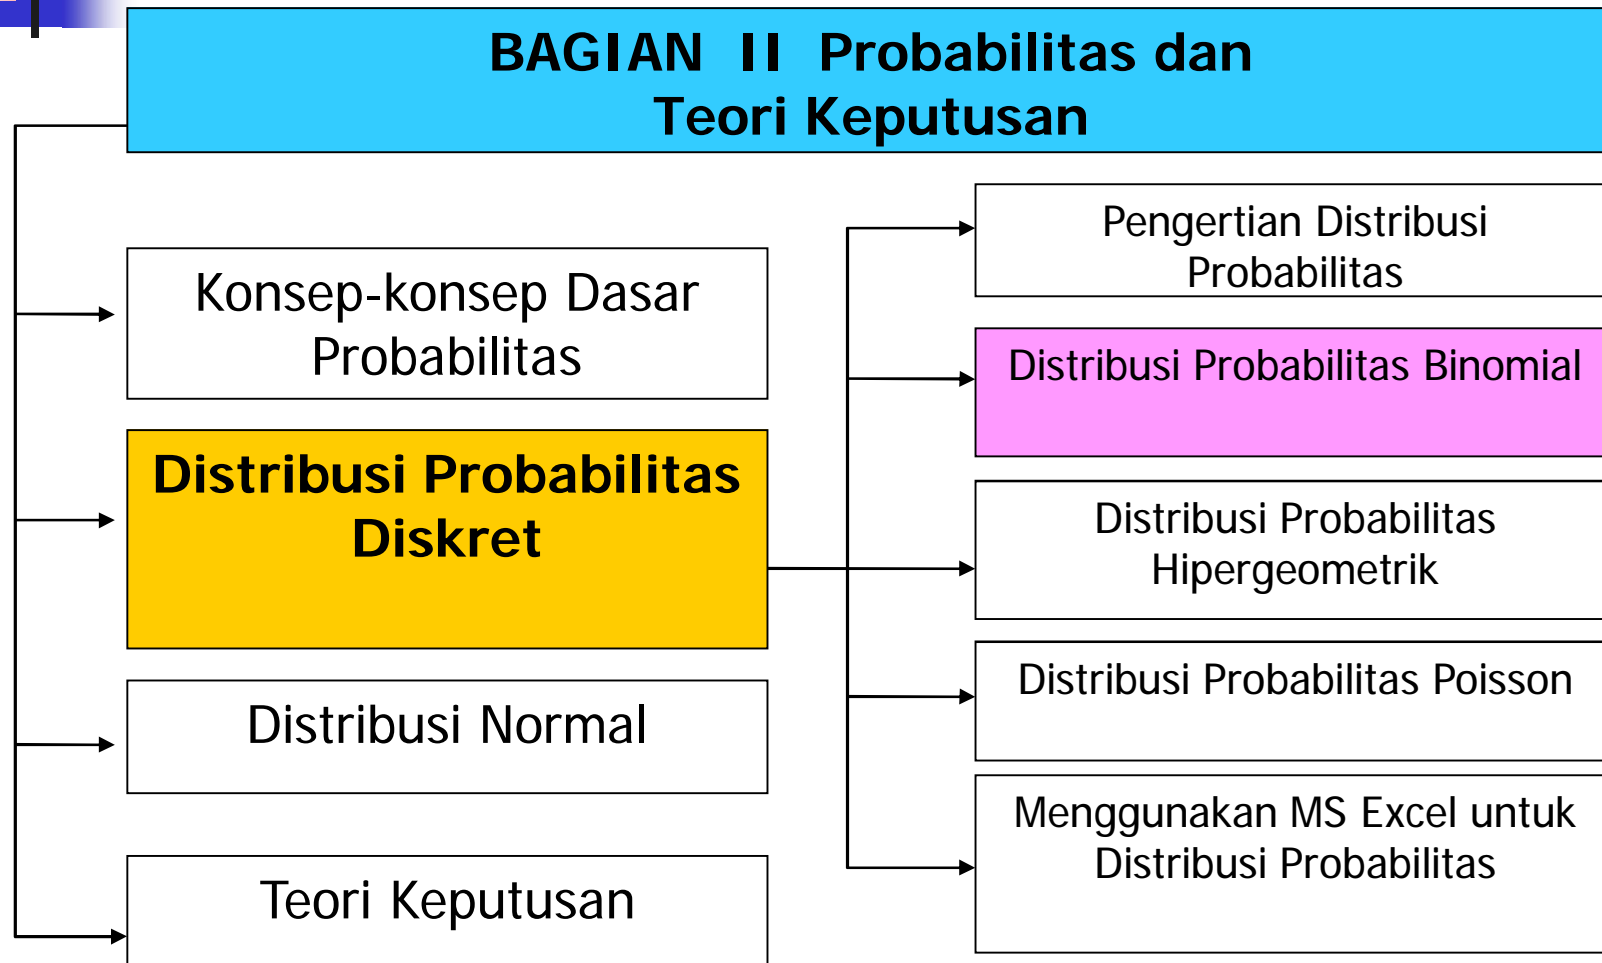 BAGIAN II Probabilitas dan
Teori Keputusan
Konsep-konsep Dasar
Probabilitas
Distribusi Probabilitas
Diskret
Distribusi Normal
Teori Keputusan
Pengertian Distribusi
Probabilitas
Distribusi Probabilitas Binomial
Distribusi Probabilitas
Hipergeometrik
Distribusi Probabilitas Poisson
Menggunakan MS Excel untuk
Distribusi Probabilitas